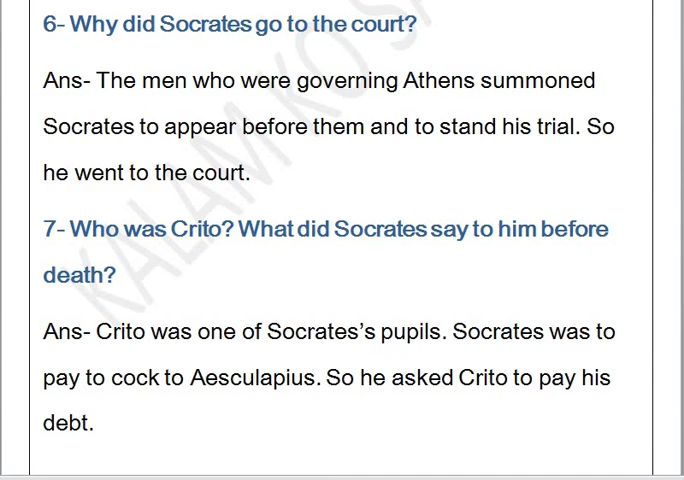 6- Why did Socrates go to the court?
Ans- The men who were governing Athens summoned
Socrates to appear before them and to stand his trial. So
he went to the court.
7- Who was Crito? What did Socrates say to him before
death?
Ans- Crito was one of Socrates's pupils. Socrates was to
pay to cock to Aesculapius. So he asked Crito to pay his
debt.
KALAM KO SA